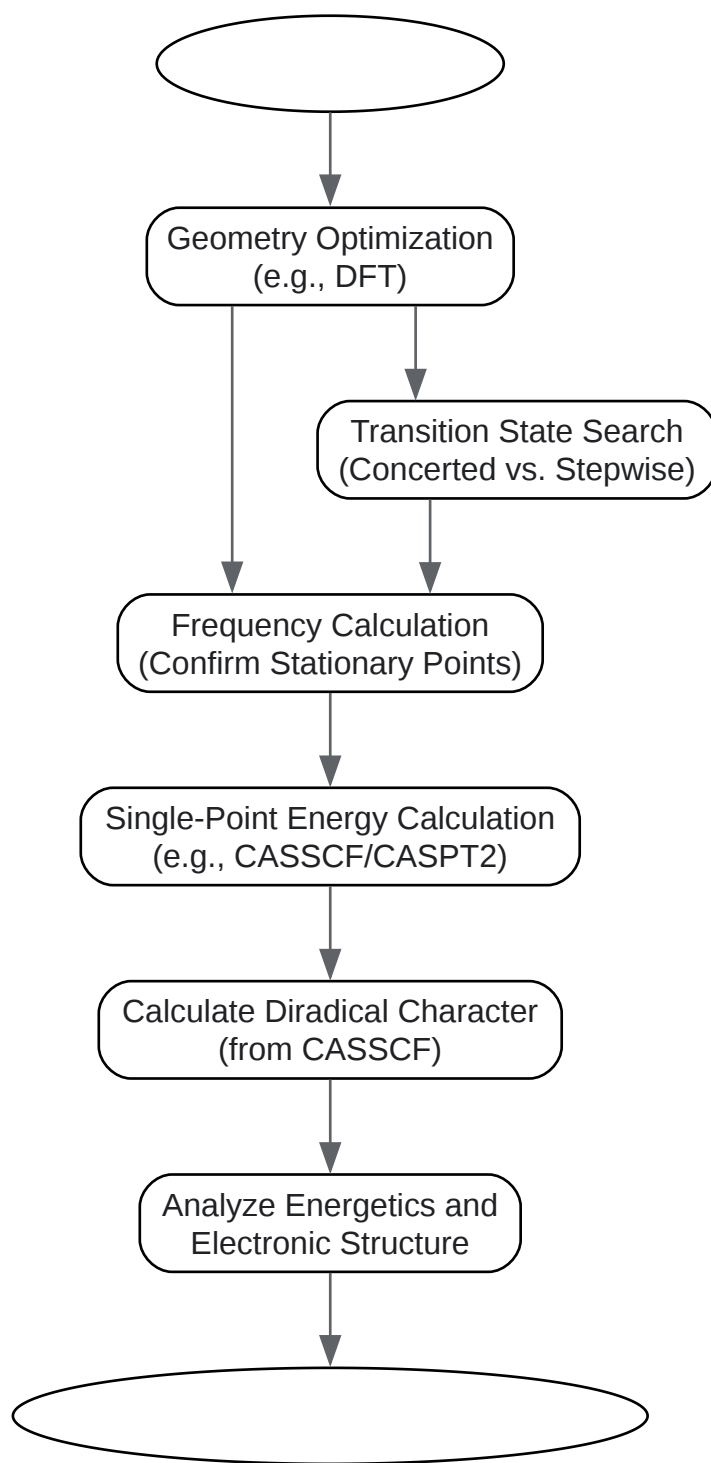 Geometry Optimization
(e.g., DFT)
Transition State Search
(Concerted vs. Stepwise)
Frequency Calculation
(Confirm Stationary Points)
Single-Point Energy Calculation
(e.g., CASSCF/CASPT2)
Calculate Diradical Character
(from CASSCF)
Analyze Energetics and
Electronic Structure